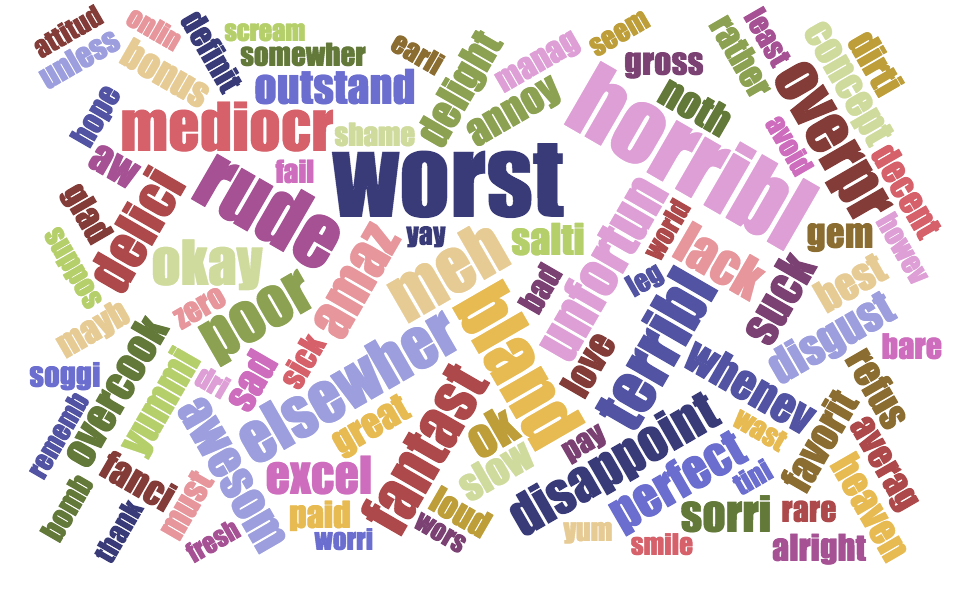 attitud
onlin
definit
scream
unless
bonus
somewher
outstand
earli
delight
manag
seem
gross
rather
least
concept
dirti
hope
mediocr
shame
annoy
noth
horribl
overpr
avoid
decent
aw
rude
fail
worst
glad
delici
suppos
okay
yay
amaz
meh
salti
unfortun
world
lack
gem
howev
bad
leg
suck
best
mayb
zero
poor
elsewher
bland
terribl
disgust
bare
soggi
overcook
yummi
dri
sad
sick
love
whenev
refus
rememb
awesom
great
fantast
ok
pay
disappoint
wast
favorit
averag
fanci
must
excel
slow
perfect
tini
heaven
bomb
thank
fresh
paid
worri
loud
wors
yum
smile
sorri
rare
alright